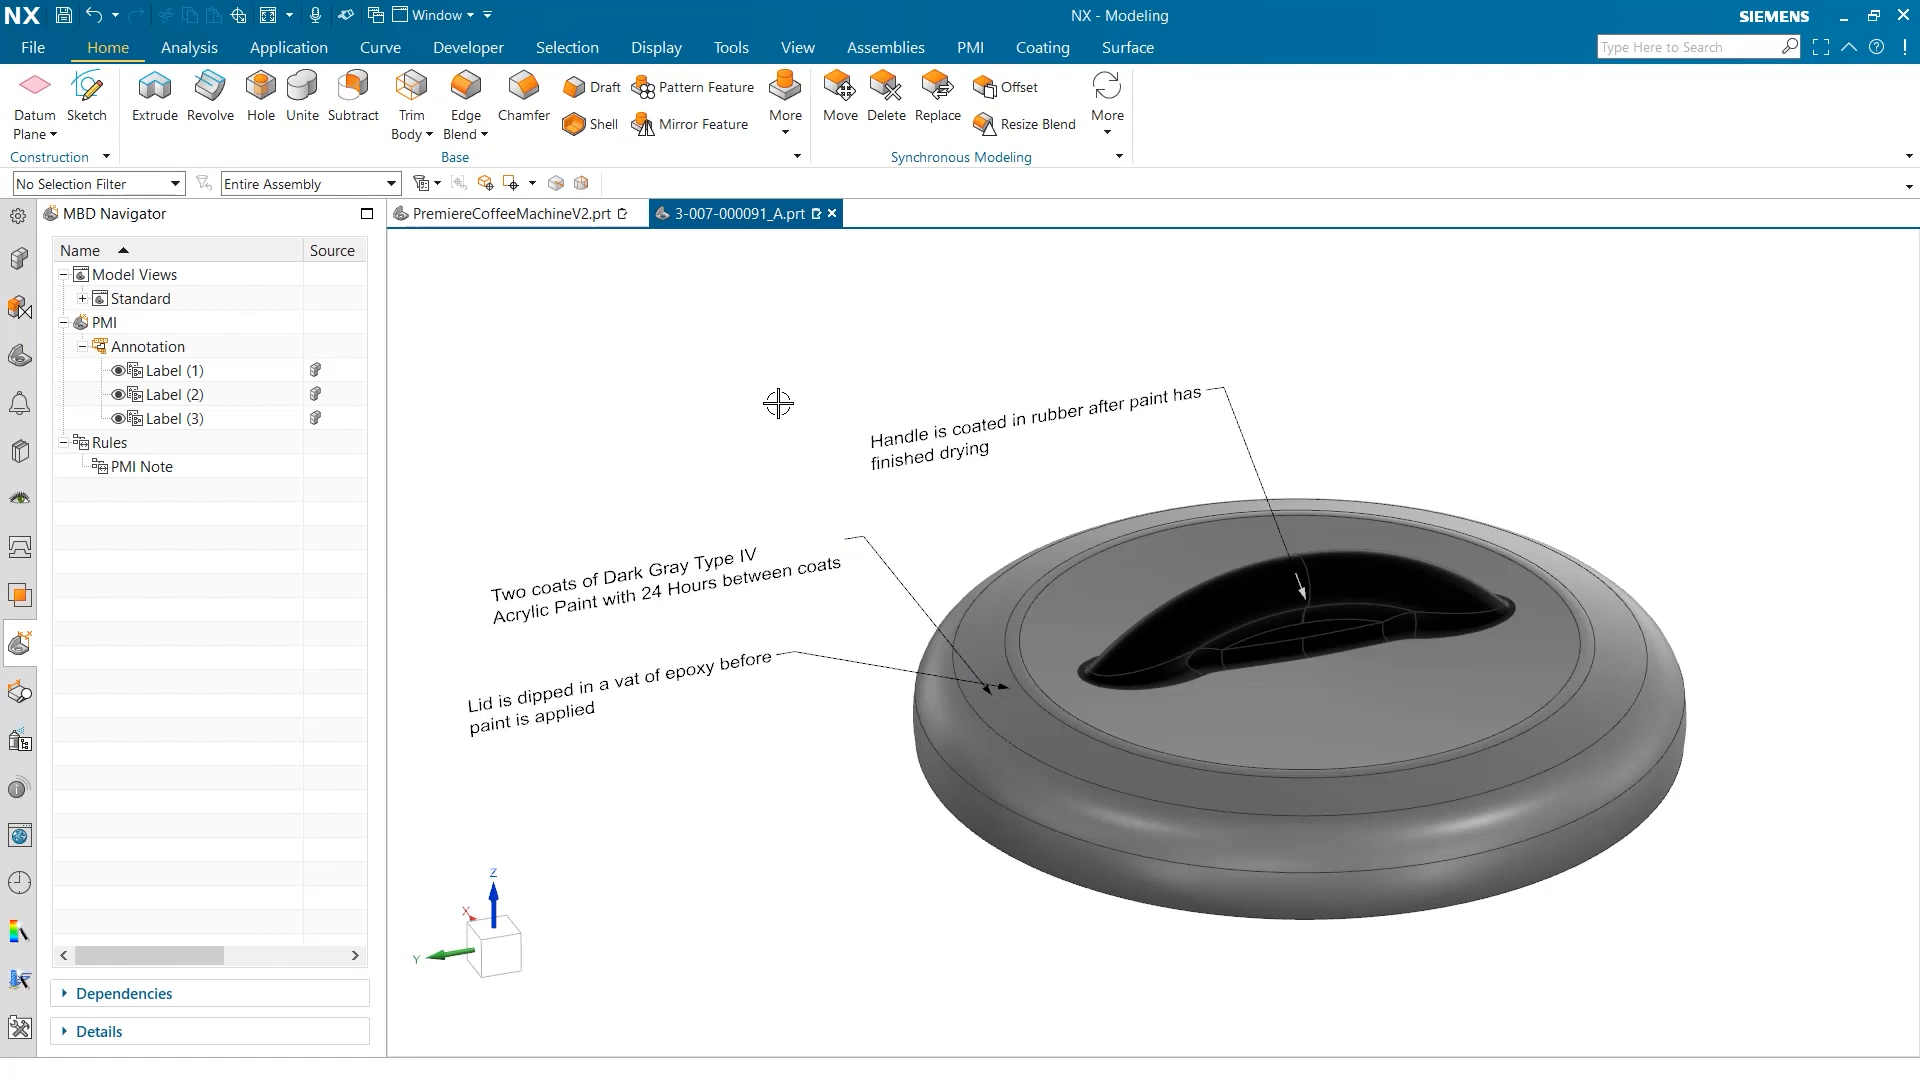 NX
Window
NX - Modeling
SIEMENS
File
Home
Analysis
Application
Curve
Developer
Selection
Display
Tools
View
Assemblies
PMI
Coating
Surface
Type Here to Search
Datum
Plane
Sketch
Extrude
Revolve
Hole
Unite
Subtract
Trim
Body
Edge
Blend
Chamfer
Draft
Shell
Pattern Feature
Mirror Feature
More
Move
Delete
Replace
Offset
Resize Blend
More
Construction
Base
Synchronous Modeling
No Selection Filter
Entire Assembly
MBD Navigator
PremiereCoffeeMachineV2.prt
3-007-000091_A.prt
Name
Source
Model Views
Standard
PMI
Annotation
Label (1)
Label (2)
Label (3)
Rules
PMI Note
Handle is coated in rubber after paint has
finished drying
Two coats of Dark Gray Type IV
Acrylic Paint with 24 Hours between coats
Lid is dipped in a vat of epoxy before
paint is applied
Z
X
Y
Dependencies
Details